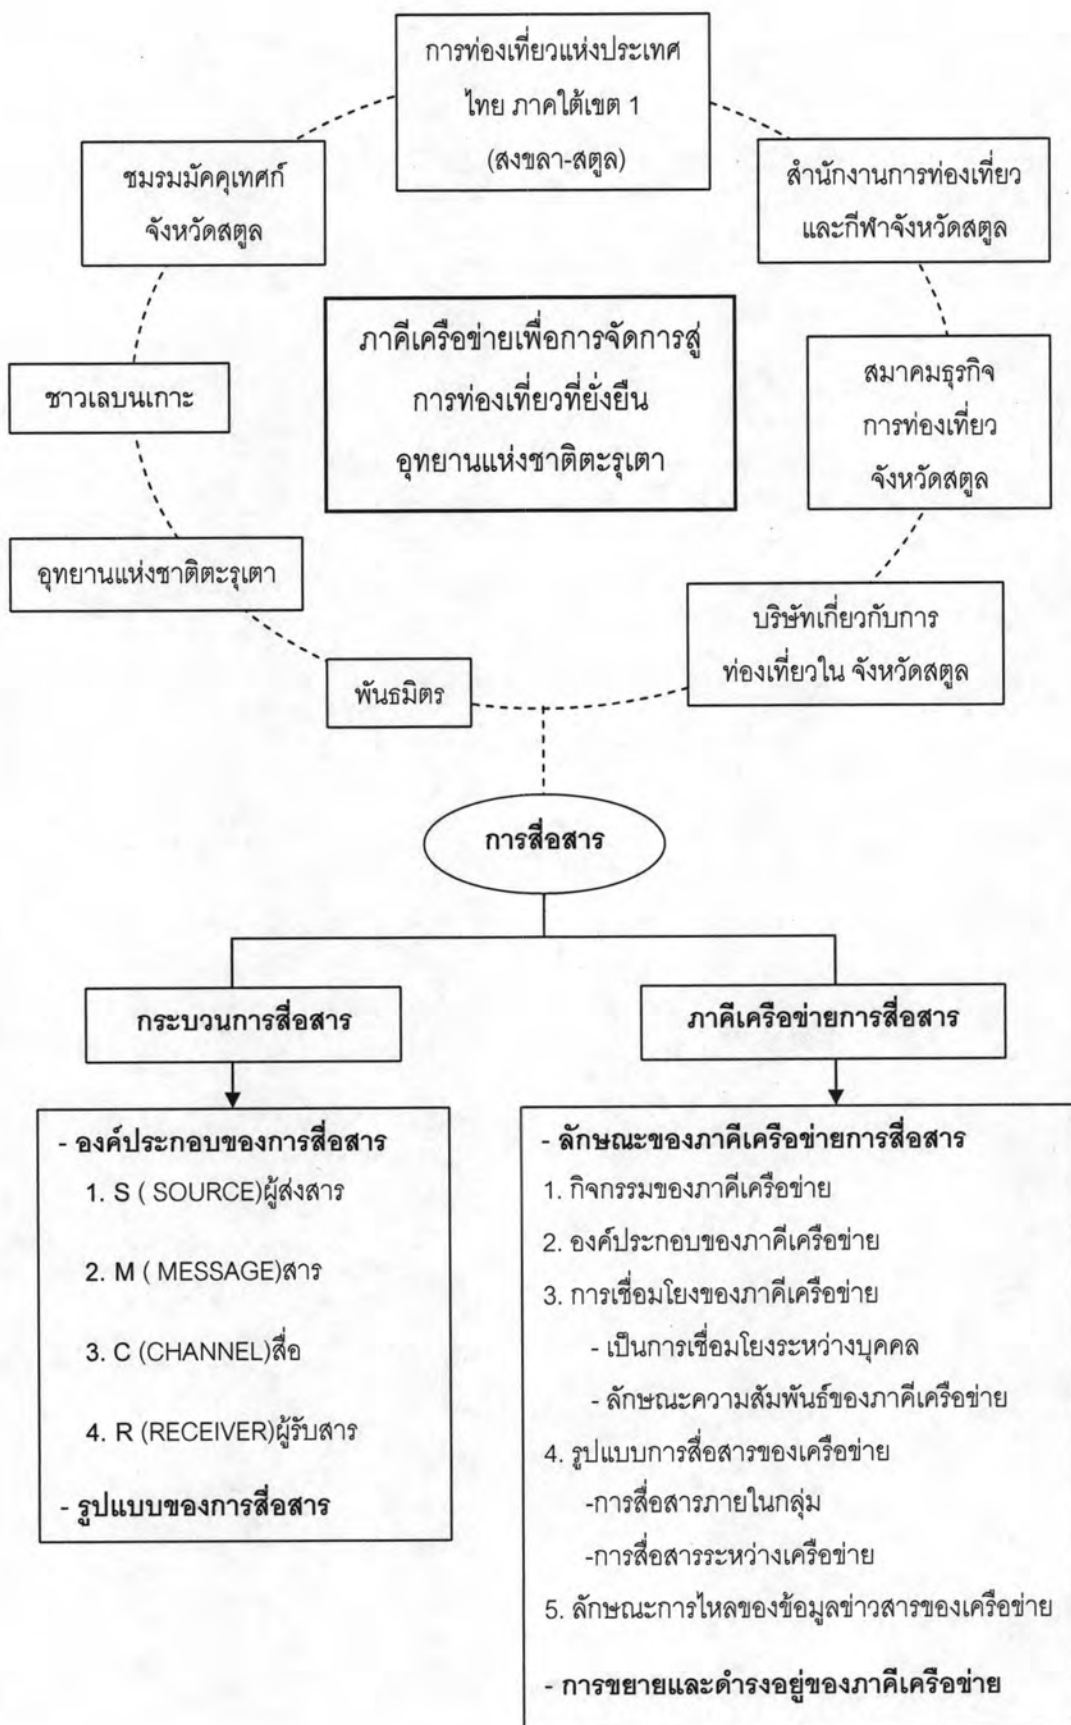 การท่องเที่ยวแห่งประเทศ
ไทย ภาคใต้เขต 1
(สงขลา-สตูล)
ชมรมมัคคุเทศก์
จังหวัดสตูล
สำนักงานการท่องเที่ยว
และกีฬาจังหวัดสตูล
ภาคีเครือข่ายเพื่อการจัดการสู่
การท่องเที่ยวที่ยั่งยืน
อุทยานแห่งชาติตะรุเตา
ชาวเลบนเกาะ
สมาคมธุรกิจ
การท่องเที่ยว
จังหวัดสตูล
อุทยานแห่งชาติตะรุเตา
บริษัทเกี่ยวกับการ
ท่องเที่ยวใน จังหวัดสตูล
พันธมิตร
การสื่อสาร
กระบวนการสื่อสาร
- องค์ประกอบของการสื่อสาร
1. S ( SOURCE)ผู้ส่งสาร
2. M ( MESSAGE)สาร
3. C (CHANNEL)สื่อ
4. R (RECEIVER)ผู้รับสาร
- รูปแบบของการสื่อสาร
ภาคีเครือข่ายการสื่อสาร
- ลักษณะของภาคีเครือข่ายการสื่อสาร
1. กิจกรรมของภาคีเครือข่าย
2. องค์ประกอบของภาคีเครือข่าย
3. การเชื่อมโยงของภาคีเครือข่าย
- เป็นการเชื่อมโยงระหว่างบุคคล
- ลักษณะความสัมพันธ์ของภาคีเครือข่าย
4. รูปแบบการสื่อสารของเครือข่าย
-การสื่อสารภายในกลุ่ม
-การสื่อสารระหว่างเครือข่าย
5. ลักษณะการไหลของข้อมูลข่าวสารของเครือข่าย
- การขยายและดำรงอยู่ของภาคีเครือข่าย